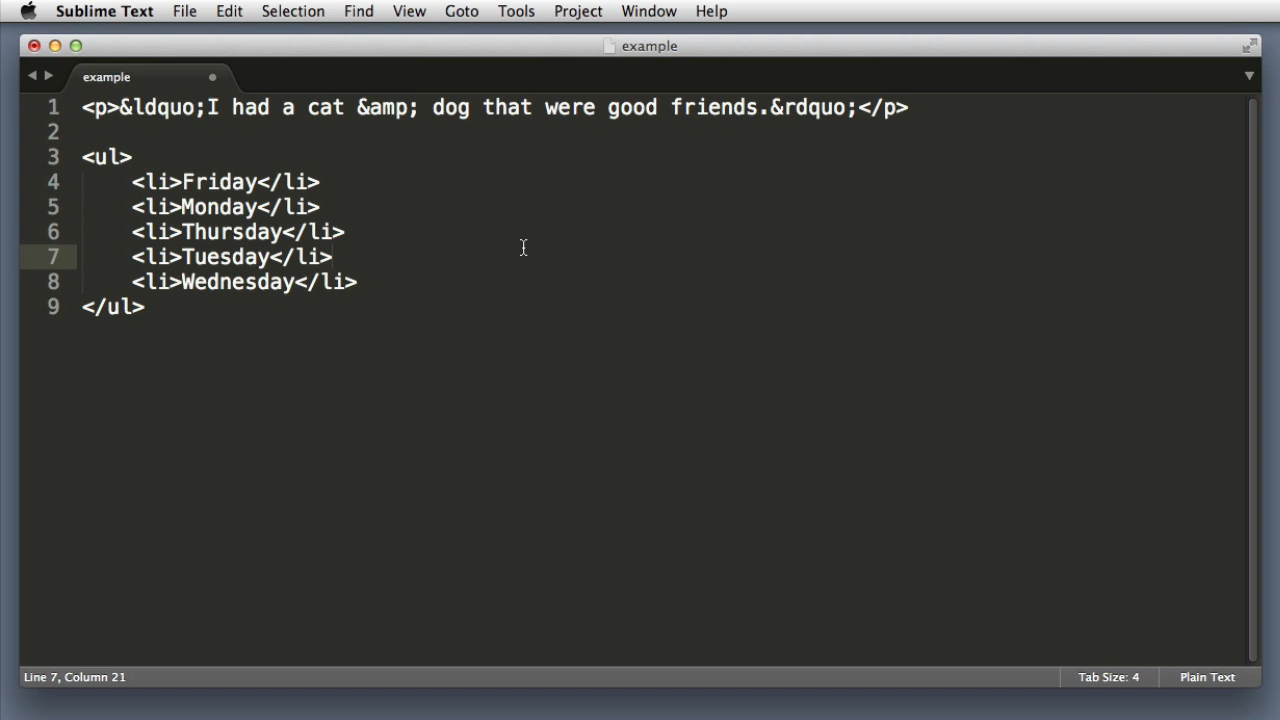 Sublime Text File Edit Selection Find View Goto Tools Project Window Help
example
example
1 <p>&ldquo;I had a cat &amp; dog that were good friends.&rdquo;</p>
2
3 <ul>
4     <li>Friday</li>
5     <li>Monday</li>
6     <li>Thursday</li>
7     <li>Tuesday</li>
8     <li>Wednesday</li>
9 </ul>
Line 7, Column 21 Tab Size: 4 Plain Text